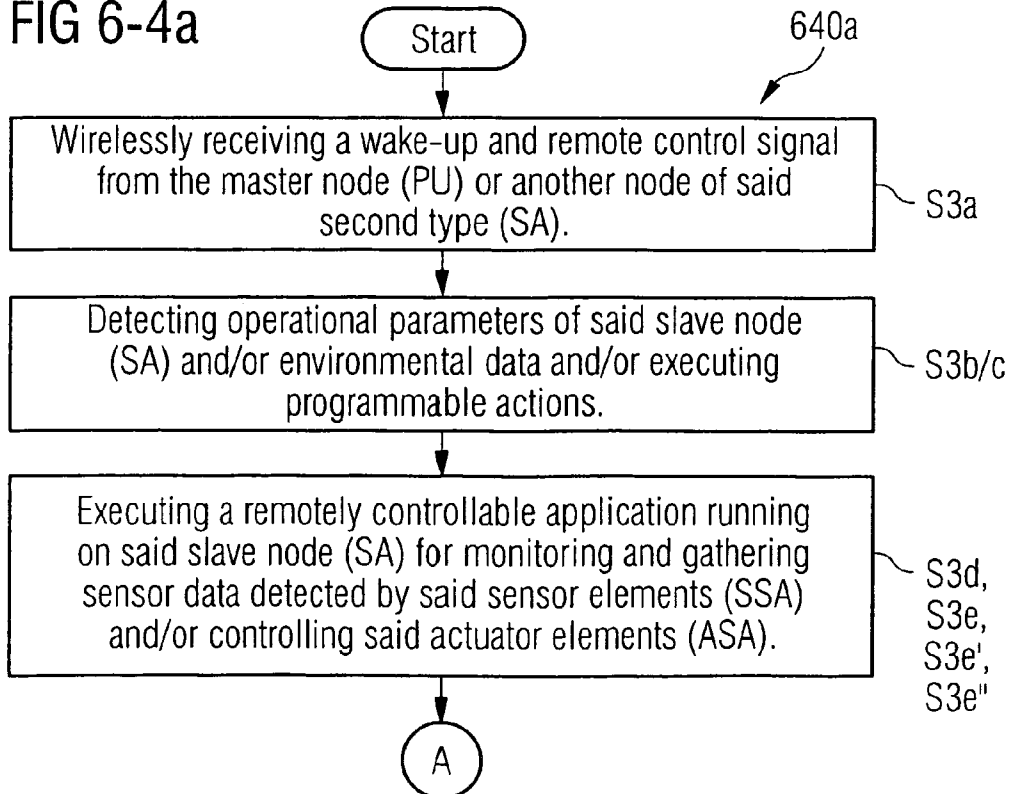 FIG 6-4a
Start
640a
Wirelessly receiving a wake-up and remote control signal
from the master node (PU) or another node of said
second type (SA).
S3a
Detecting operational parameters of said slave node
(SA) and/or environmental data and/or executing
programmable actions.
S3b/c
Executing a remotely controllable application running
on said slave node (SA) for monitoring and gathering
sensor data detected by said sensor elements (SSA)
and/or controlling said actuator elements (ASA).
S3d,
S3e,
S3e',
S3e"
A